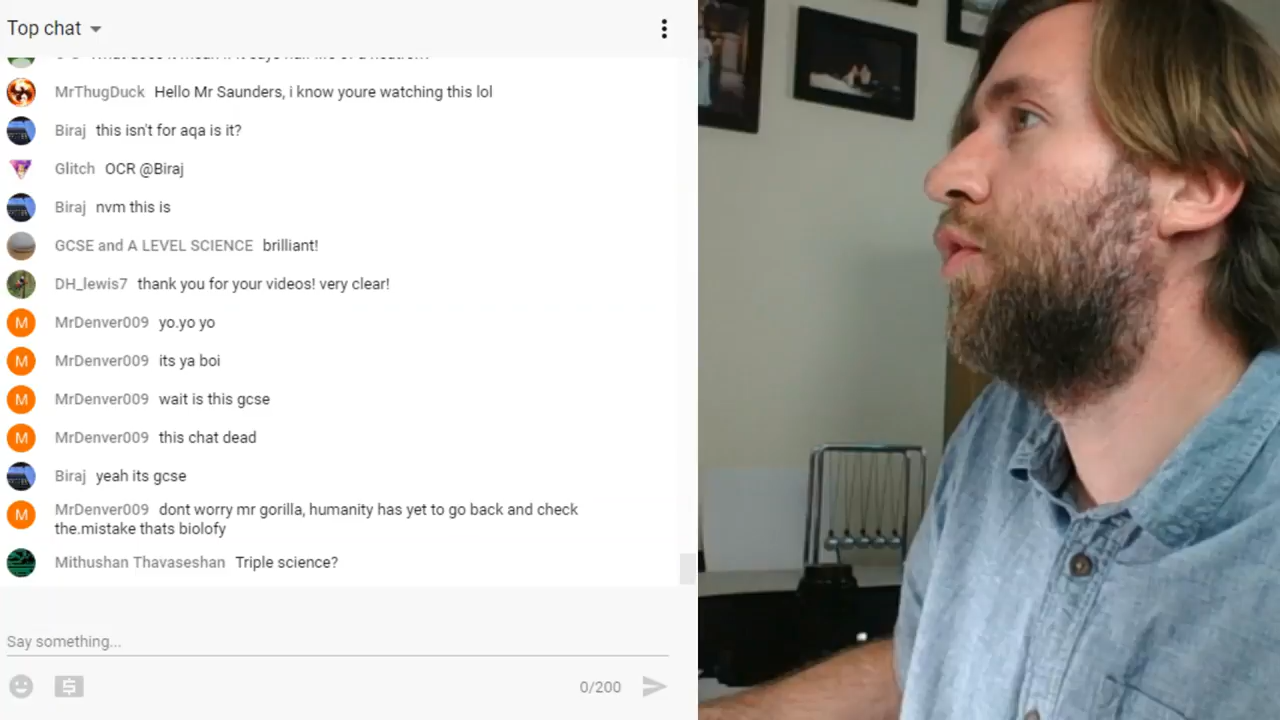 Top chat
MrThugDuck Hello Mr Saunders, i know youre watching this lol
Biraj this isn't for aqa is it?
Glitch OCR @Biraj
Biraj nvm this is
GCSE and A LEVEL SCIENCE brilliant!
DH_lewis7 thank you for your videos! very clear!
M MrDenver009 yo.yo yo
M MrDenver009 its ya boi
M MrDenver009 wait is this gcse
M MrDenver009 this chat dead
Biraj yeah its gcse
M MrDenver009 dont worry mr gorilla, humanity has yet to go back and check
the.mistake thats biolofy
Mithushan Thavaseshan Triple science?
Say something...
0/200